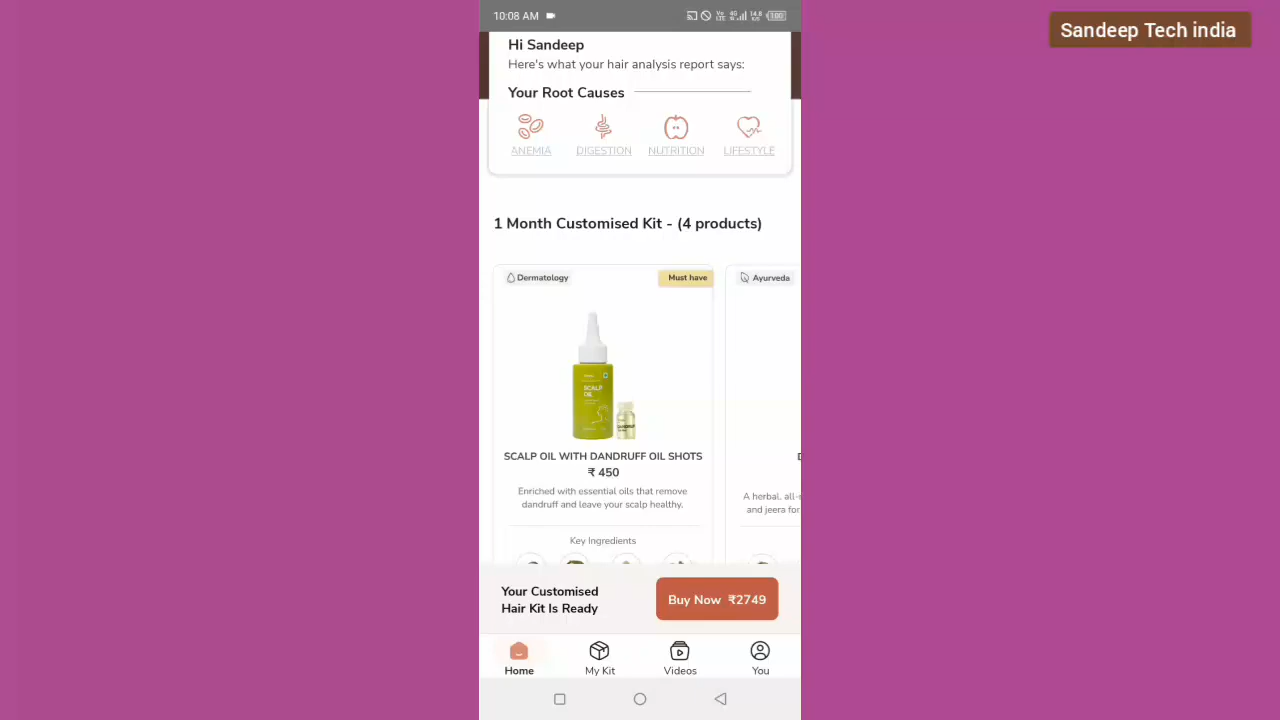 10:08 AM
100
Sandeep Tech india
Hi Sandeep
Here's what your hair analysis report says:
Your Root Causes
ANEMIA DIGESTION NUTRITION LIFESTYLE
1 Month Customised Kit - (4 products)
Dermatology
Must have
Ayurveda
SCALP
OIL
SCALP OIL WITH DANDRUFF OIL SHOTS
₹ 450
Enriched with essential oils that remove
dandruff and leave your scalp healthy.
A herbal, all-
and jeera for
Key Ingredients
Your Customised
Hair Kit Is Ready
Buy Now ₹2749
Home My Kit Videos You